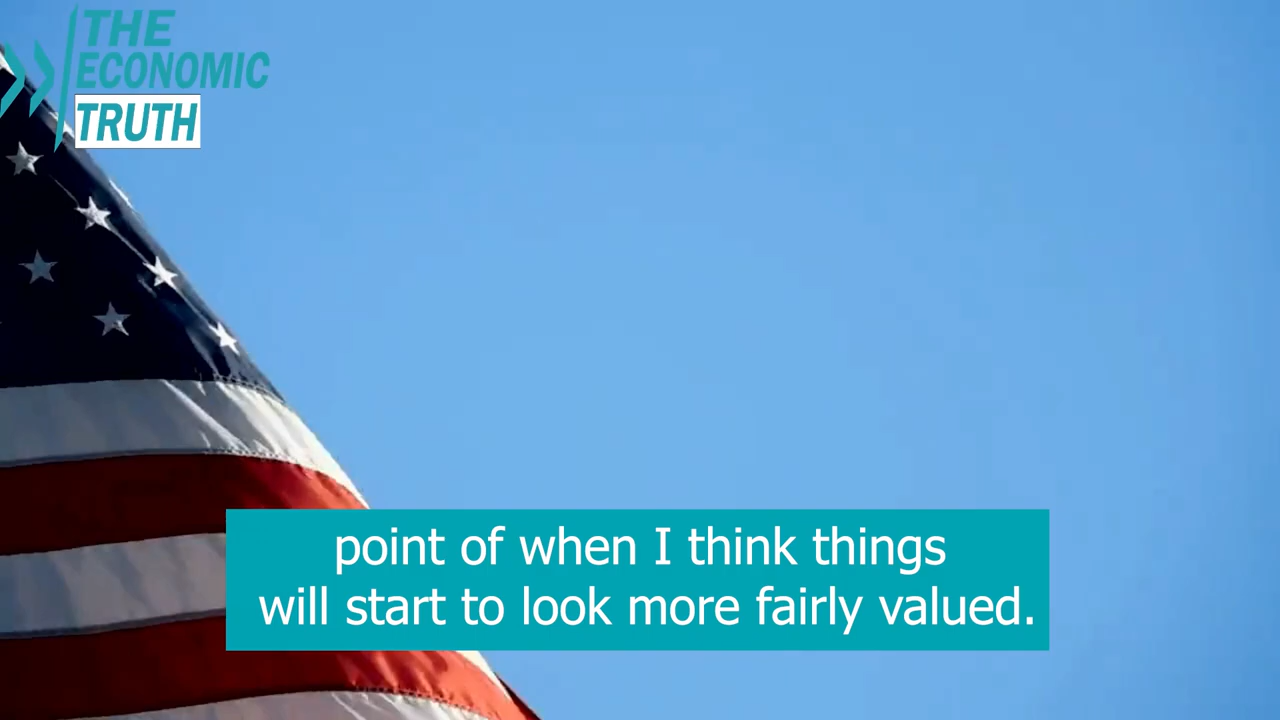 THE
ECONOMIC
TRUTH
point of when I think things
will start to look more fairly valued.